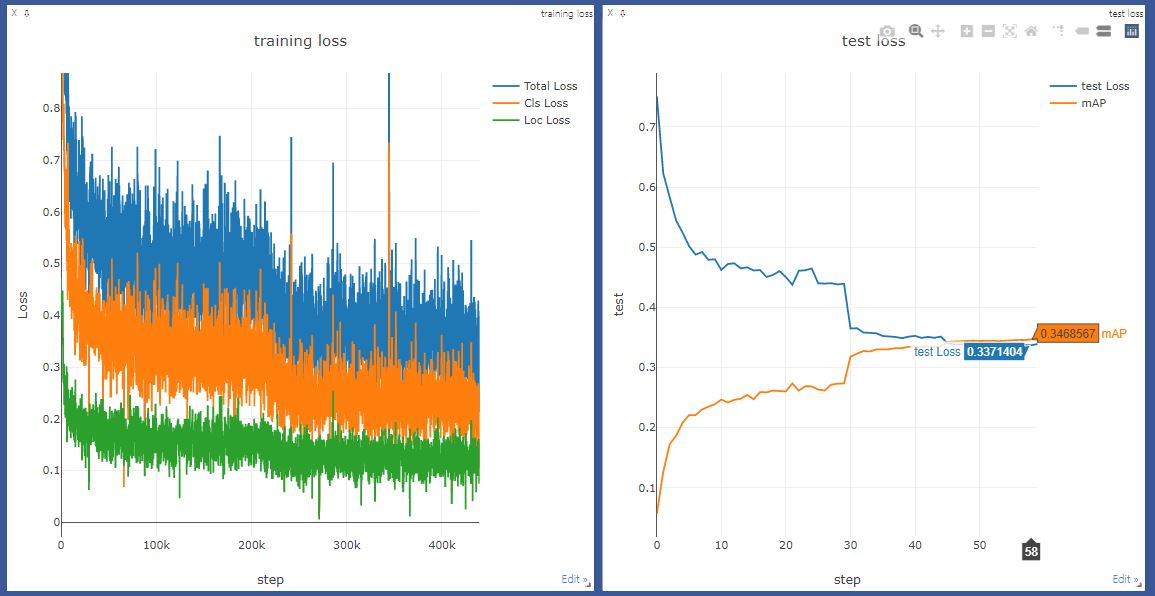 X
training loss
training loss
Total Loss
Cls Loss
Loc Loss
Loss
0.8
0.7
0.6
0.5
0.4
0.3
0.2
0.1
0
0
100k
200k
300k
400k
step
Edit »
X
test loss
test loss
test Loss
mAP
test
0.7
0.6
0.5
0.4
0.3
0.2
0.1
0.3468567 mAP
test Loss 0.3371404
0
10
20
30
40
50
58
step
Edit »